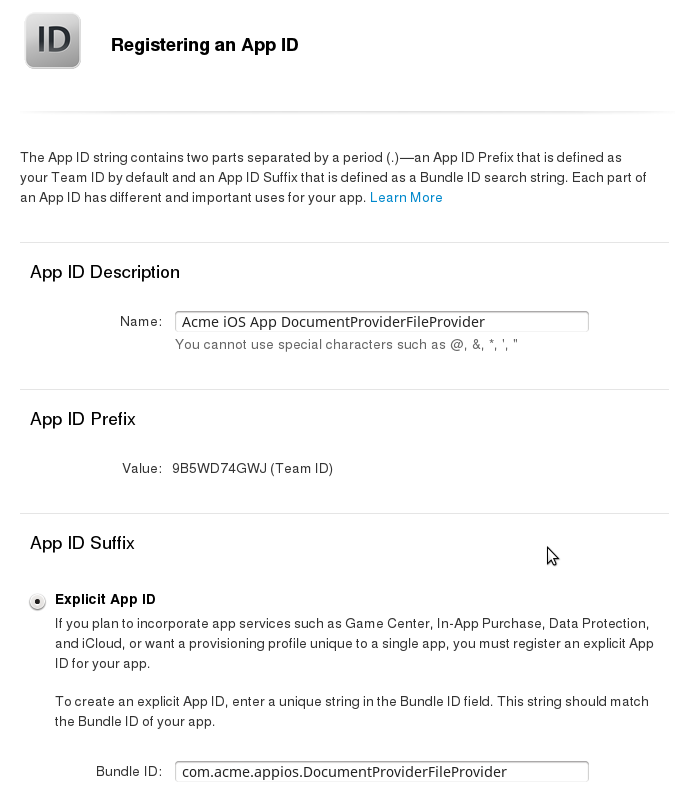 ID
Registering an App ID
The App ID string contains two parts separated by a period (.)—an App ID Prefix that is defined as
your Team ID by default and an App ID Suffix that is defined as a Bundle ID search string. Each part of
an App ID has different and important uses for your app. Learn More
App ID Description
Name: Acme iOS App DocumentProviderFileProvider
You cannot use special characters such as @, &, *, ', "
App ID Prefix
Value: 9B5WD74GWJ (Team ID)
App ID Suffix
Explicit App ID
If you plan to incorporate app services such as Game Center, In-App Purchase, Data Protection,
and iCloud, or want a provisioning profile unique to a single app, you must register an explicit App
ID for your app.
To create an explicit App ID, enter a unique string in the Bundle ID field. This string should match
the Bundle ID of your app.
Bundle ID: com.acme.appios.DocumentProviderFileProvider